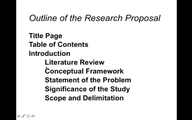 Outline of the Research Proposal
Title Page
Table of Contents
Introduction
Literature Review
Conceptual Framework
Statement of the Problem
Significance of the Study
Scope and Delimitation